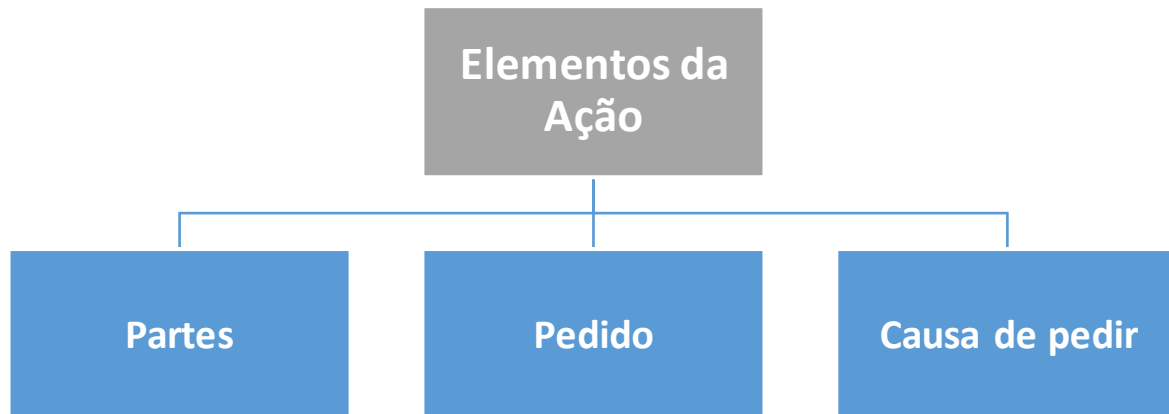 Elementos da
Ação
Partes
Pedido
Causa de pedir